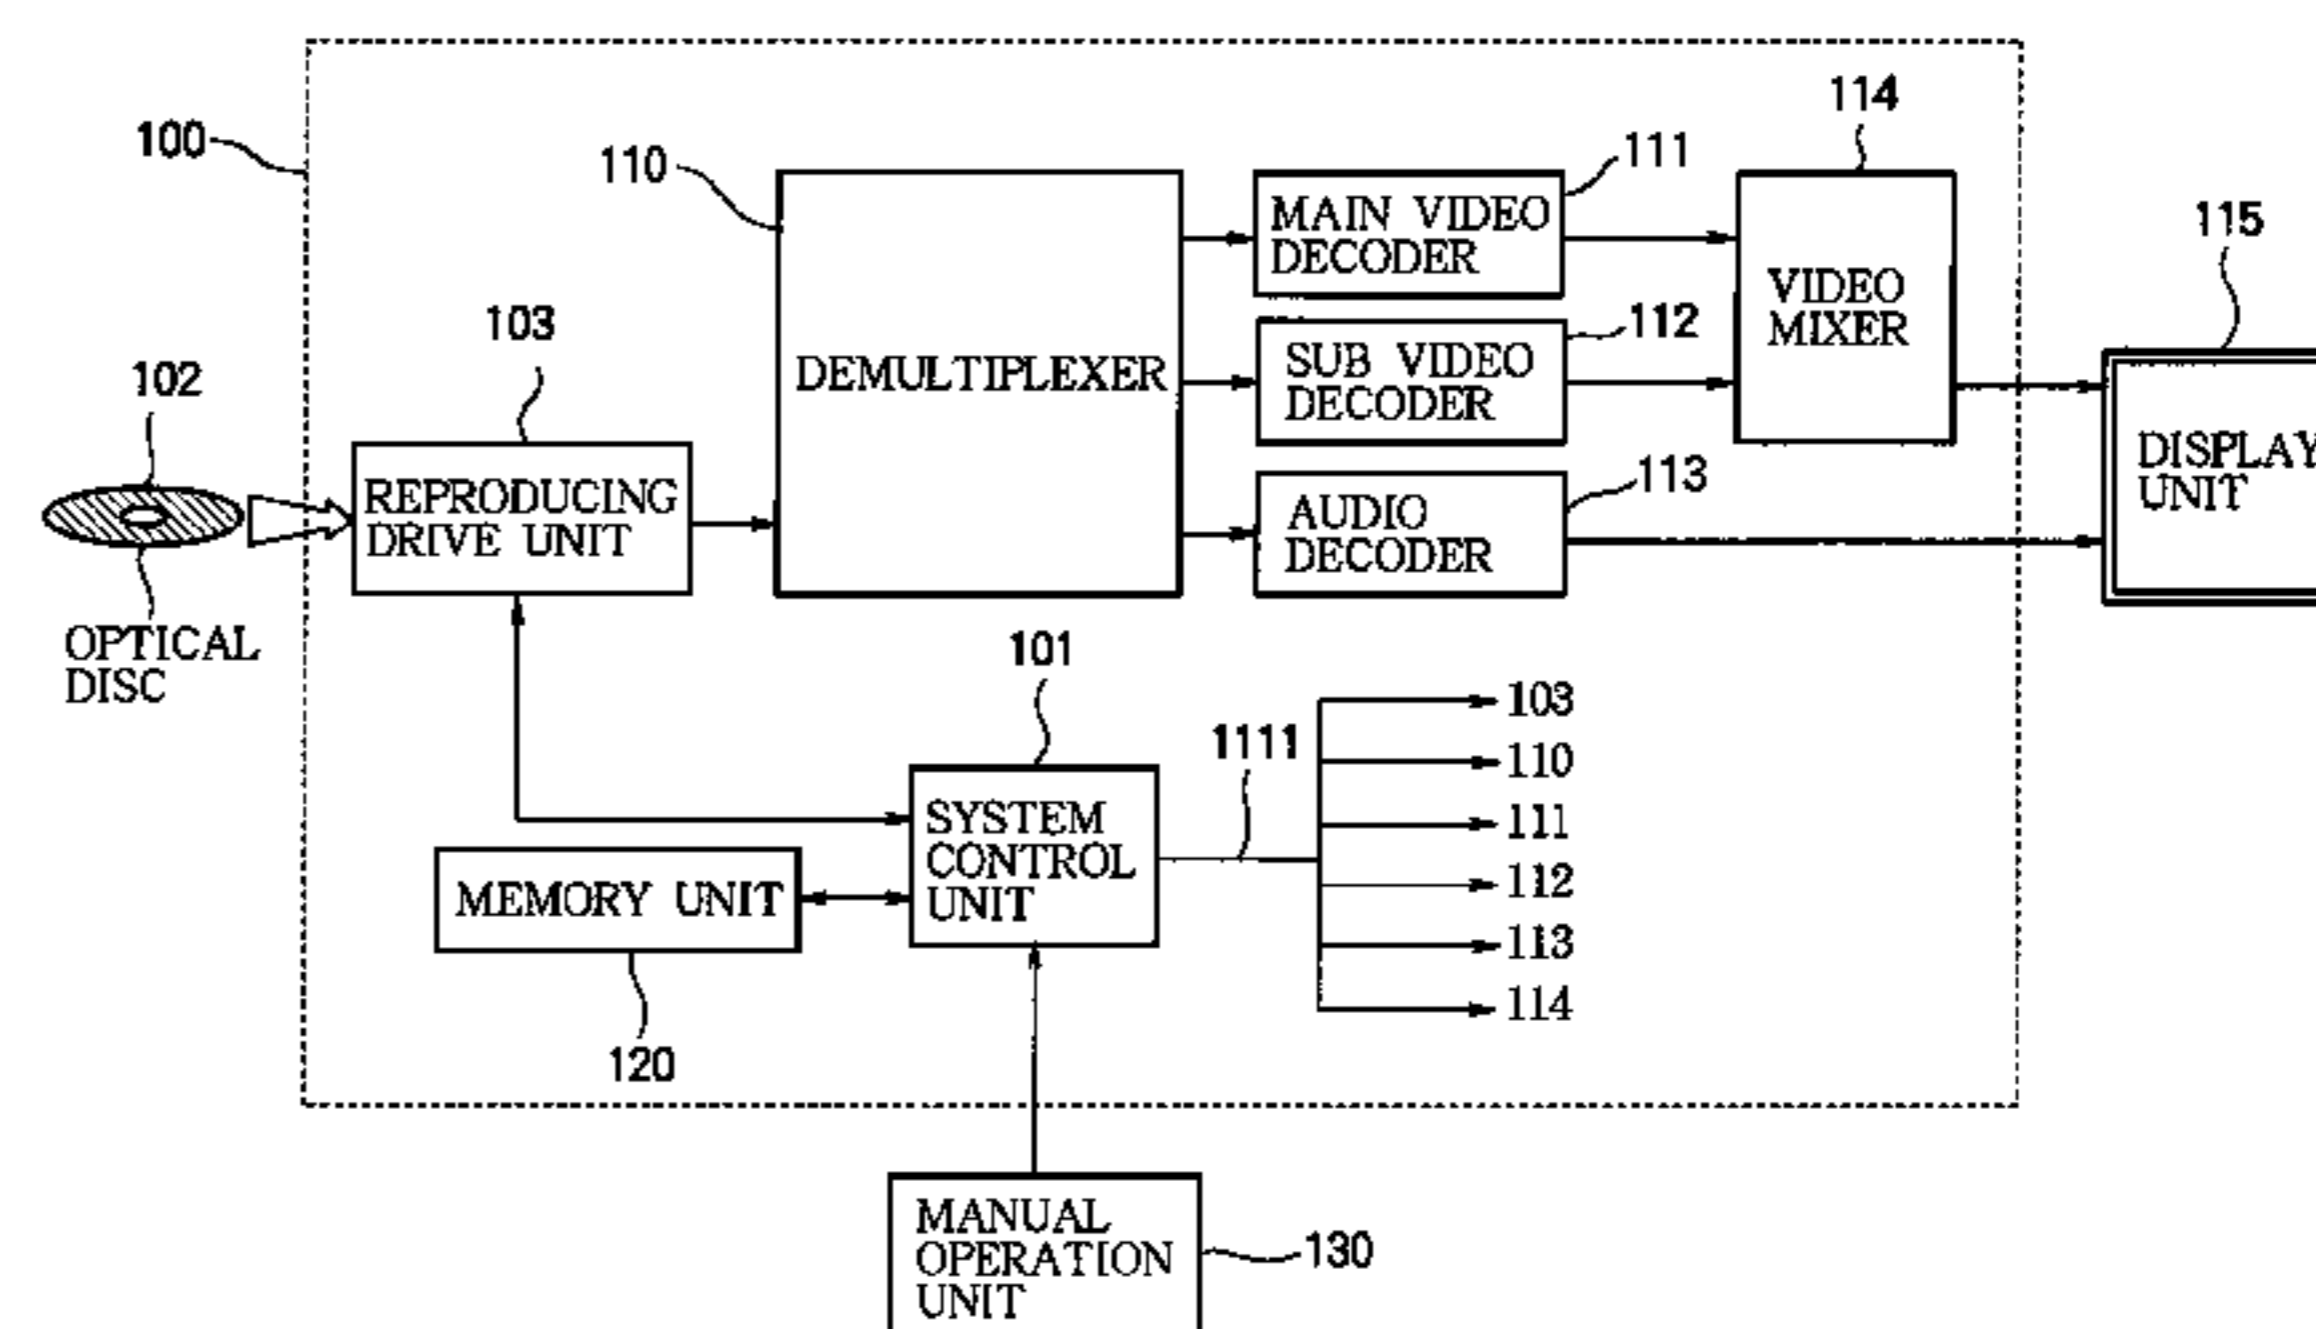 114
111
100
110
MAIN VIDEO
DECODER
115
VIDEO
MIXER
103
112
SUB VIDEO
DECODER
102
DEMULTIPLEXER
DISPLAY
UNIT
113
REPRODUCING
DRIVE UNIT
AUDIO
DECODER
OPTICAL
DISC
101
103
1111
110
SYSTEM
CONTROL
UNIT
111
MEMORY UNIT
112
113
114
120
MANUAL
OPERATION
UNIT
130